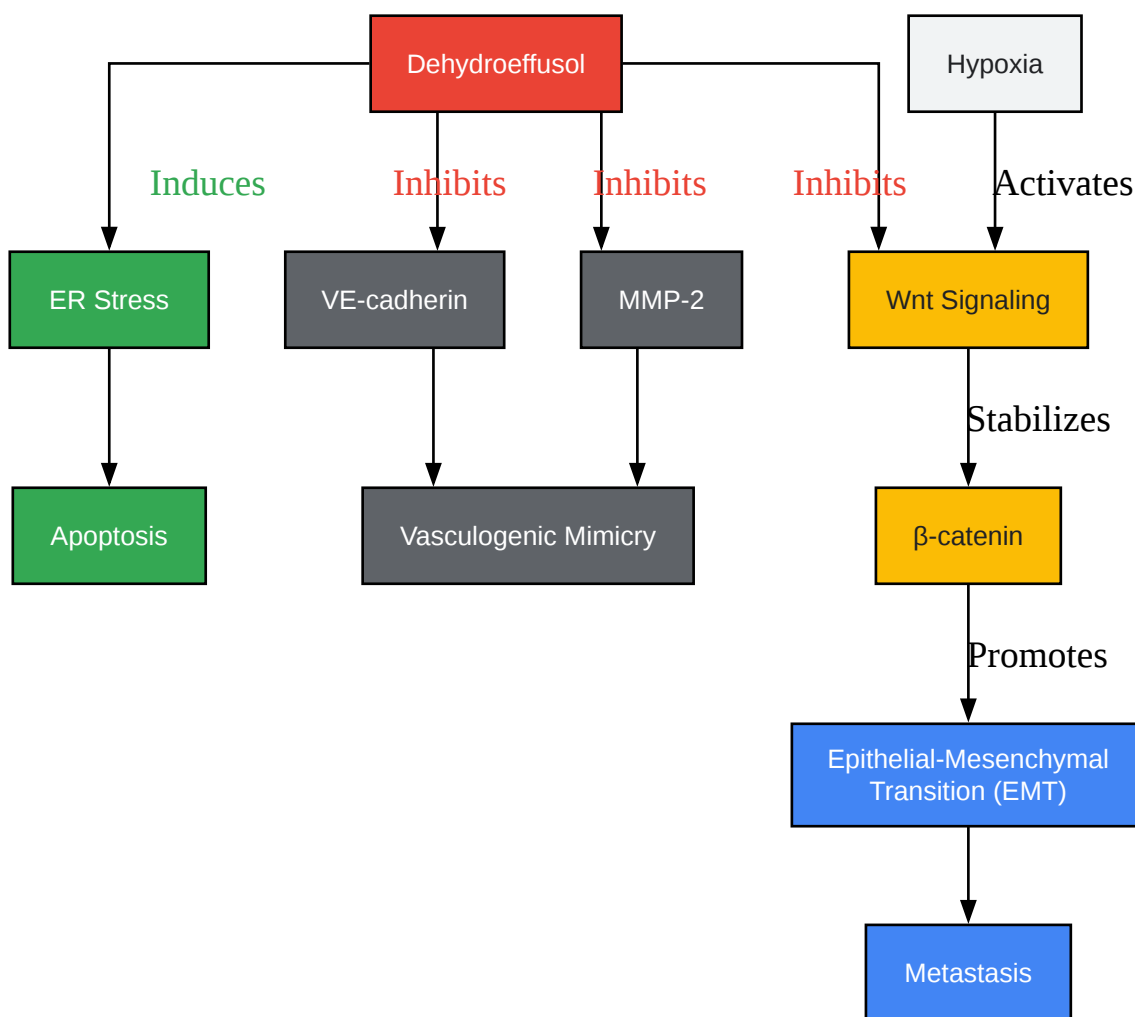 Dehydroeffusol
Hypoxia
Induces
Inhibits
Inhibits
Inhibits
Activates
ER Stress
VE-cadherin
MMP-2
Wnt Signaling
Stabilizes
Apoptosis
Vasculogenic Mimicry
β-catenin
Promotes
Epithelial-Mesenchymal
Transition (EMT)
Metastasis